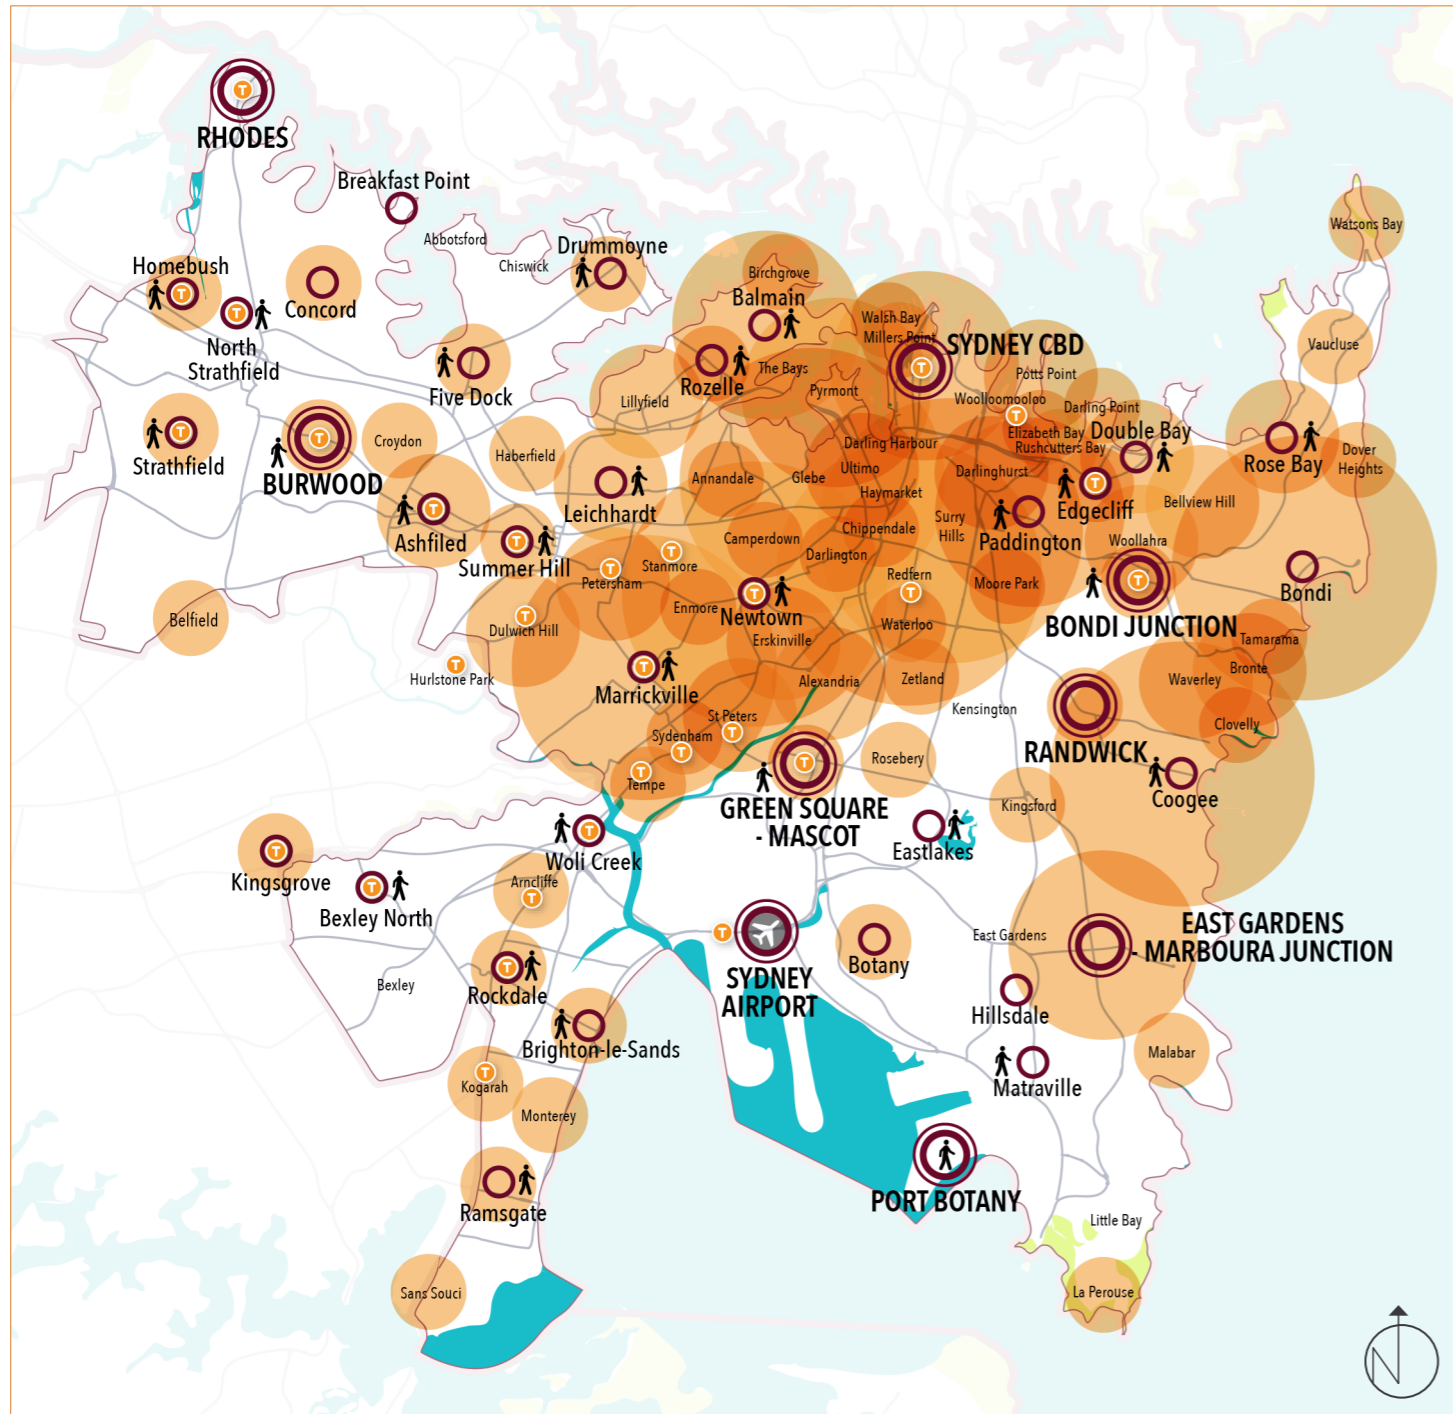 T
RHODES
Breakfast Point
Abbotsford
Watsons Bay
Drummoyne
Chiswick
Homebush
T
Concord
T
North
Strathfield
Birchgrove
Balmain
Walsh Bay
Millers Point
SYDNEY CBD
T
Vaucluse
Five Dock
Rozelle
The Bays
Pyrmont
Potts Point
Lillyfield
Woolloomooloo
T
Darling Point
Elizabeth Bay
Rushcutters Bay
Double Bay
T
Strathfield
T
BURWOOD
Croydon
Haberfield
Darling Harbour
Ultimo
Rose Bay
Dover
Heights
Leichhardt
Annandale
Glebe
Haymarket
Darlinghurst
T
Edgecliff
Bellview Hill
T
Ashfiled
T
Summer Hill
Camperdown
Chippendale
Darlington
Surry
Hills
Paddington
Woollahra
T
Stanmore
T
Petersham
Redfern
T
Moore Park
T
BONDI JUNCTION
Bondi
Belfield
T
Dulwich Hill
Enmore
T
Newtown
Erskinville
Waterloo
Tamarama
Bronte
T
Hurlstone Park
T
Marrickville
Alexandria
Zetland
Waverley
St Peters
T
Sydenham
T
Kensington
RANDWICK
Clovelly
T
Tempe
T
GREEN SQUARE
- MASCOT
Rosebery
Kingsford
Coogee
T
Woli Creek
Eastlakes
T
Kingsgrove
T
Bexley North
Arncliffe
T
T
SYDNEY
AIRPORT
Botany
East Gardens
EAST GARDENS
- MARBOURA JUNCTION
Bexley
T
Rockdale
Hillsdale
Brighton-le-Sands
Malabar
T
Kogarah
Matraville
Monterey
PORT BOTANY
Ramsgate
Little Bay
Sans Souci
La Perouse
N